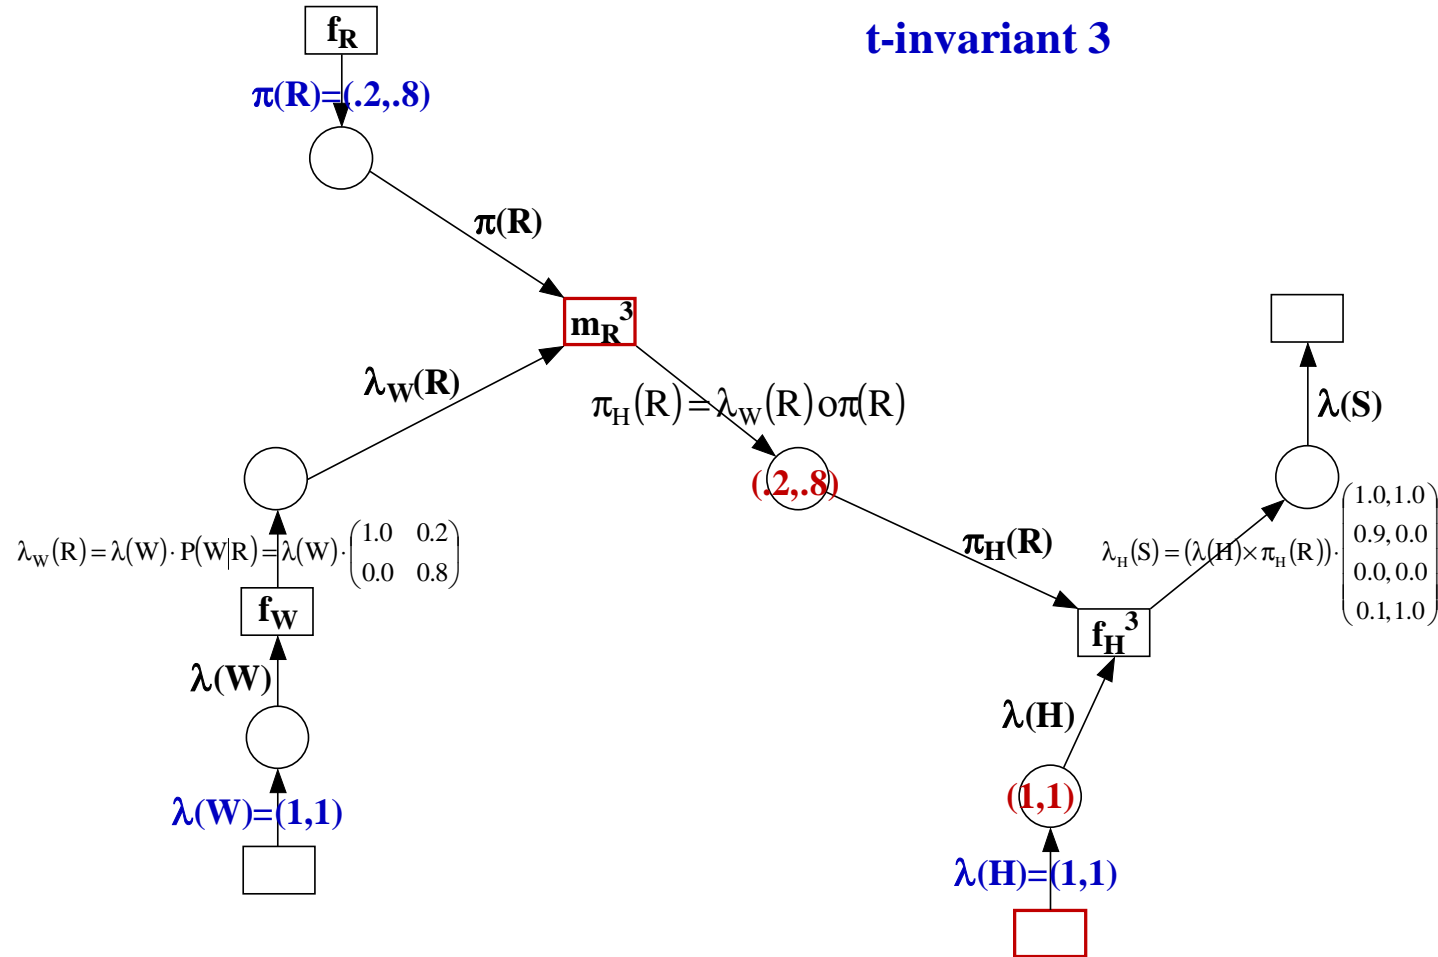 f_R
t-invariant 3
π(R)=(.2,.8)
π(R)
m_R^3
λ_W(R)
π_H(R)=λ_W(R)oπ(R)
λ(S)
(.2,.8)
λ_W(R)=λ(W)·P(W|R)=λ(W)·(1.0 0.2
0.0 0.8)
π_H(R)
λ_H(S)=(λ(H)×π_H(R))·(1.0,1.0
0.9,0.0
0.0,0.0
0.1,1.0)
f_W
f_H^3
λ(W)
λ(H)
(1,1)
λ(W)=(1,1)
λ(H)=(1,1)